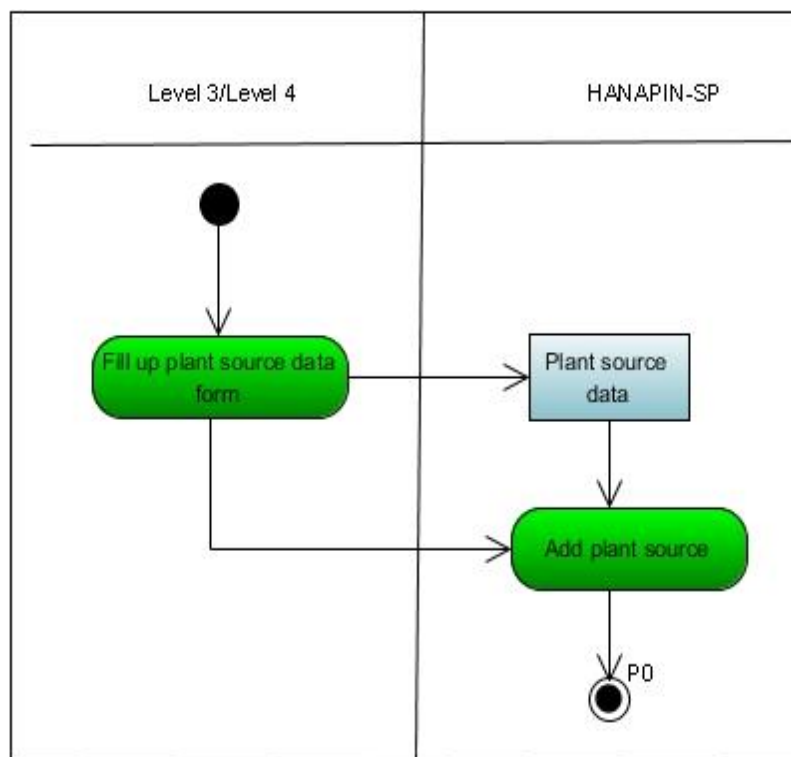 Level 3/Level 4
HANAPIN-SP
Fill up plant source data
form
Plant source
data
Add plant source
P0